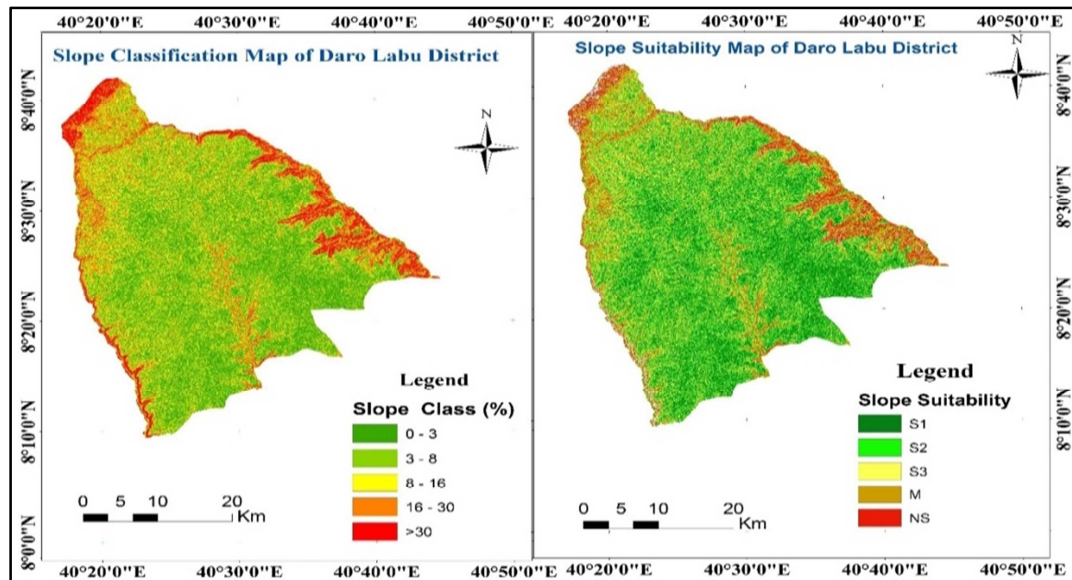 40°20'0"E 40°30'0"E 40°40'0"E 40°50'0"E 40°20'0"E 40°30'0"E 40°40'0"E 40°50'0"E
Slope Classification Map of Daro Labu District
N
8°40'0"N
8°30'0"N
8°20'0"N
8°10'0"N
8°0'0"N
Legend
Slope Class (%)
0 - 3
3 - 8
8 - 16
16 - 30
>30
0 5 10 20
Km
Slope Suitability Map of Daro Labu District
N
8°40'0"N
8°30'0"N
8°20'0"N
8°10'0"N
Legend
Slope Suitability
S1
S2
S3
M
NS
0 5 10 20
Km
40°20'0"E 40°30'0"E 40°40'0"E 40°20'0"E 40°30'0"E 40°40'0"E 40°50'0"E